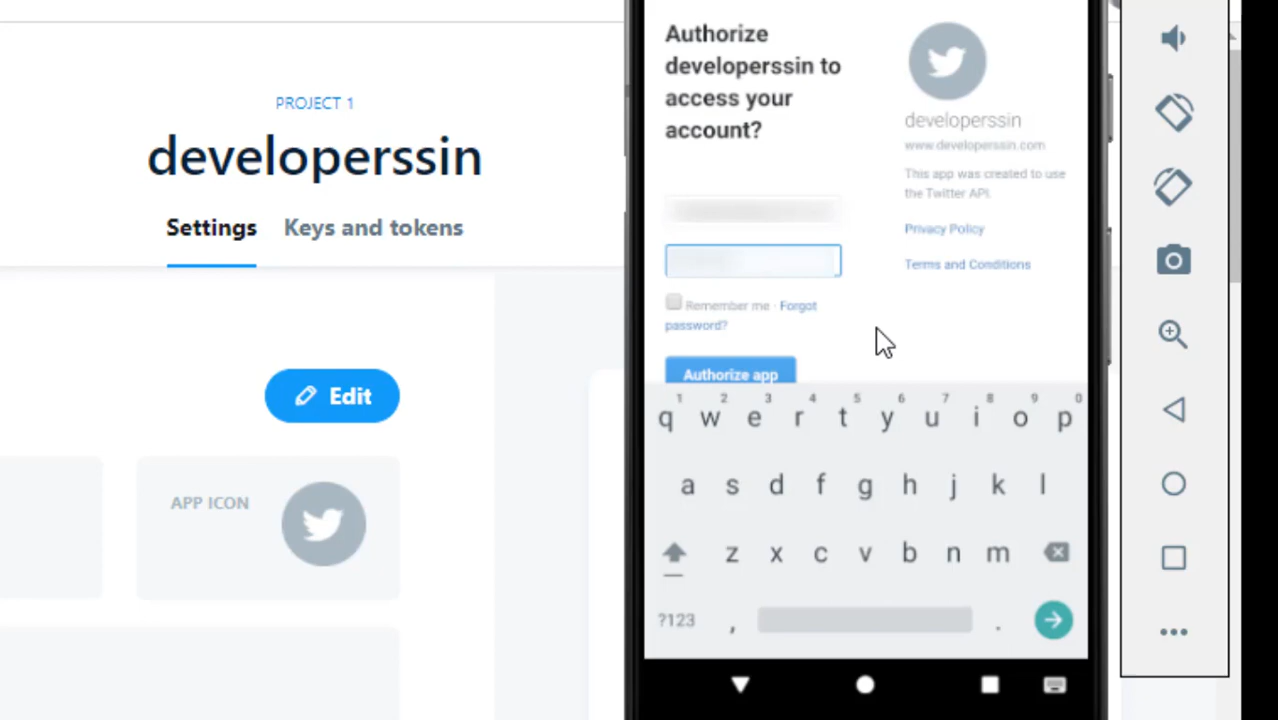 PROJECT 1
developerssin
Settings
Keys and tokens
Edit
APP ICON
Authorize
developerssin to
access your
account?
Remember me · Forgot
password?
Authorize app
developerssin
www.developerssin.com
This app was created to use
the Twitter API.
Privacy Policy
Terms and Conditions
1 2 3 4 5 6 7 8 9 0
q w e r t y u i o p
a s d f g h j k l
z x c v b n m
?123 , .